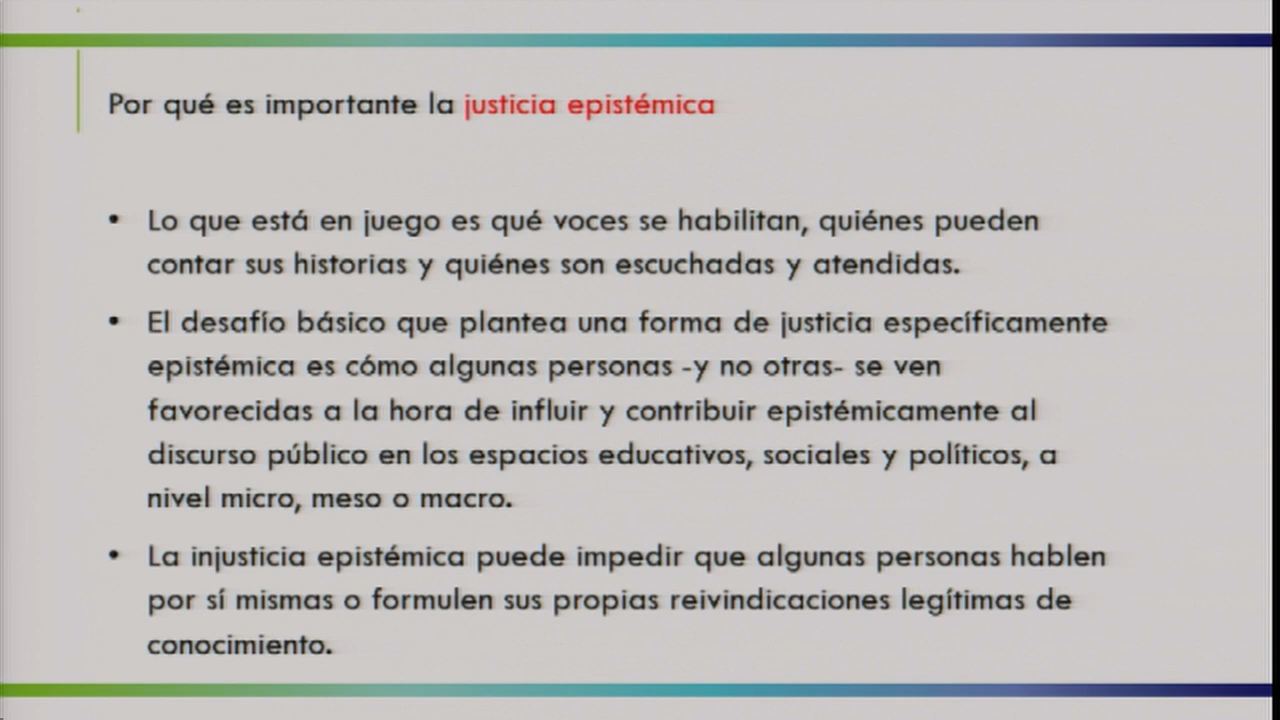 Por qué es importante la justicia epistémica
• Lo que está en juego es qué voces se habilitan, quiénes pueden
contar sus historias y quiénes son escuchadas y atendidas.
• El desafío básico que plantea una forma de justicia específicamente
epistémica es cómo algunas personas -y no otras- se ven
favorecidas a la hora de influir y contribuir epistémicamente al
discurso público en los espacios educativos, sociales y políticos, a
nivel micro, meso o macro.
• La injusticia epistémica puede impedir que algunas personas hablen
por sí mismas o formulen sus propias reivindicaciones legítimas de
conocimiento.